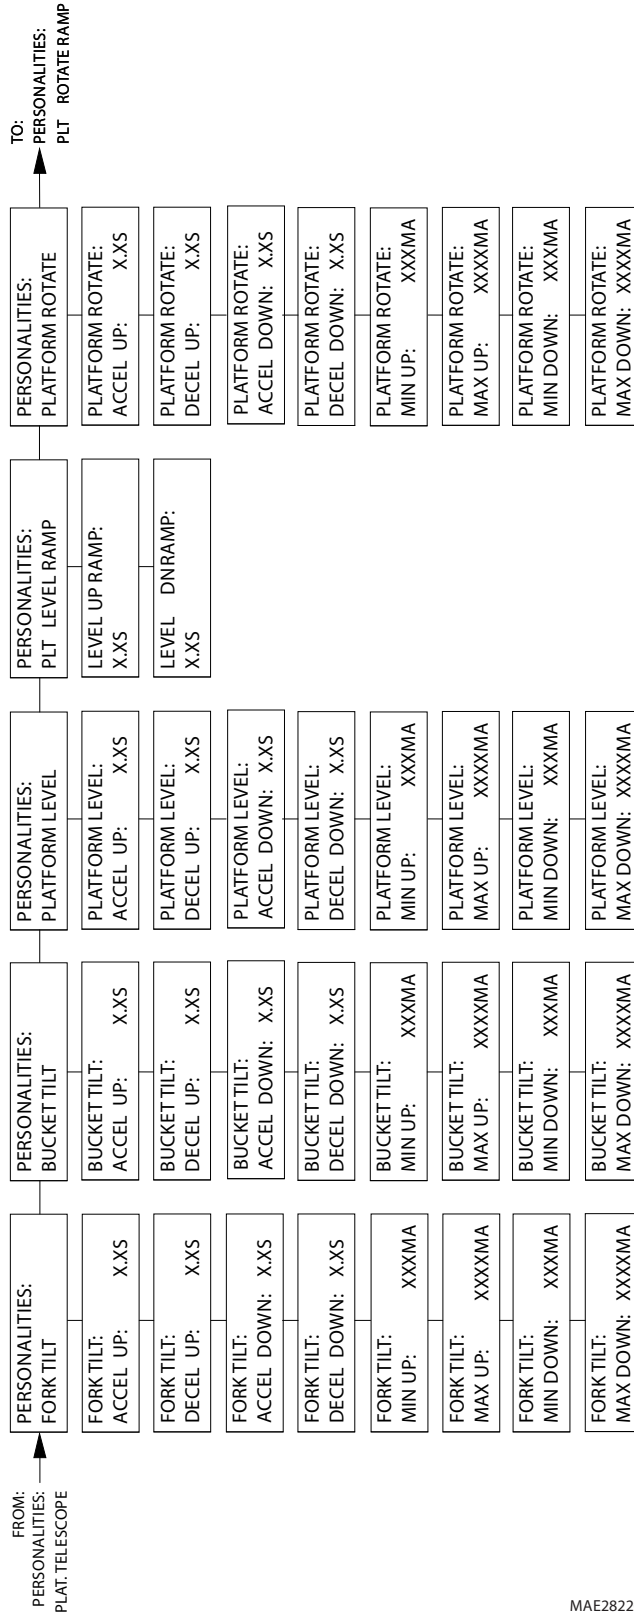 FROM:
PERSONALITIES:
PLAT. TELESCOPE
PERSONALITIES:
FORK TILT
FORK TILT:
ACCEL UP: X.XS
FORK TILT:
DECEL UP: X.XS
FORK TILT:
ACCEL DOWN: X.XS
FORK TILT:
DECEL DOWN: X.XS
FORK TILT:
MIN UP: XXXMA
FORK TILT:
MAX UP: XXXXMA
FORK TILT:
MIN DOWN: XXXMA
FORK TILT:
MAX DOWN: XXXXMA
PERSONALITIES:
BUCKET TILT
BUCKET TILT:
ACCEL UP: X.XS
BUCKET TILT:
DECEL UP: X.XS
BUCKET TILT:
ACCEL DOWN: X.XS
BUCKET TILT:
DECEL DOWN: X.XS
BUCKET TILT:
MIN UP: XXXMA
BUCKET TILT:
MAX UP: XXXXMA
BUCKET TILT:
MIN DOWN: XXXMA
BUCKET TILT:
MAX DOWN: XXXXMA
PERSONALITIES:
PLATFORM LEVEL
PLATFORM LEVEL:
ACCEL UP: X.XS
PLATFORM LEVEL:
DECEL UP: X.XS
PLATFORM LEVEL:
ACCEL DOWN: X.XS
PLATFORM LEVEL:
DECEL DOWN: X.XS
PLATFORM LEVEL:
MIN UP: XXXMA
PLATFORM LEVEL:
MAX UP: XXXXMA
PLATFORM LEVEL:
MIN DOWN: XXXMA
PLATFORM LEVEL:
MAX DOWN: XXXXMA
PERSONALITIES:
PLT LEVEL RAMP
LEVEL UP RAMP:
X.XS
LEVEL DNRAMP:
X.XS
PERSONALITIES:
PLATFORM ROTATE
PLATFORM ROTATE:
ACCEL UP: X.XS
PLATFORM ROTATE:
DECEL UP: X.XS
PLATFORM ROTATE:
ACCEL DOWN: X.XS
PLATFORM ROTATE:
DECEL DOWN: X.XS
PLATFORM ROTATE:
MIN UP: XXXMA
PLATFORM ROTATE:
MAX UP: XXXXMA
PLATFORM ROTATE:
MIN DOWN: XXXMA
PLATFORM ROTATE:
MAX DOWN: XXXXMA
TO:
PERSONALITIES:
PLT ROTATE RAMP
MAE2822